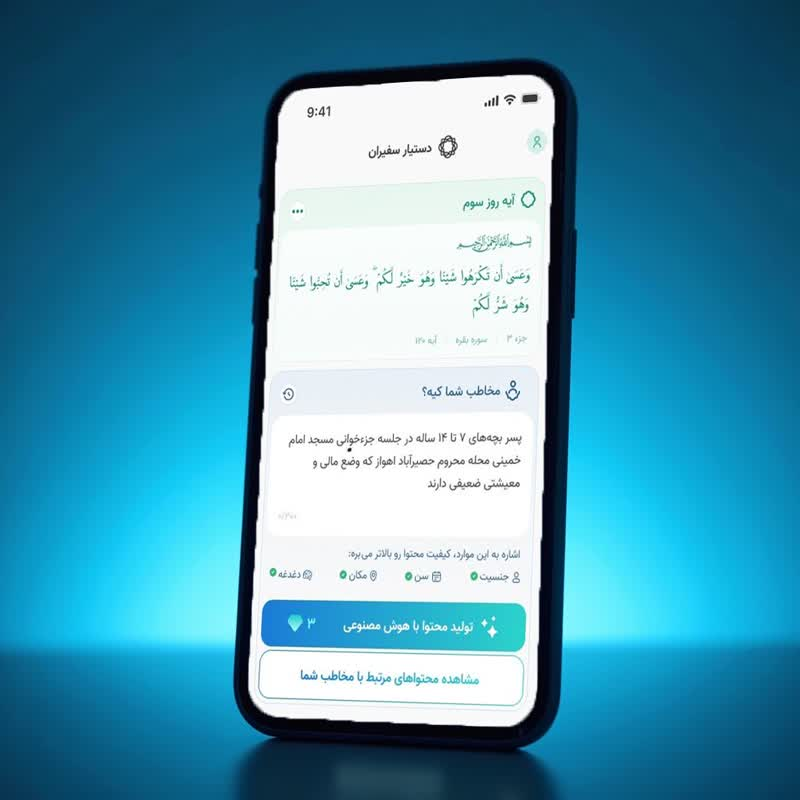 9:41
دستیار سفیران
آیه روز سوم
بِسْمِ اللَّهِ الرَّحْمَنِ الرَّحِيمِ
وَعَسَىٰ أَن تَكْرَهُوا شَيْئًا وَهُوَ خَيْرٌ لَّكُمْ ۖ وَعَسَىٰ أَن تُحِبُّوا شَيْئًا
وَهُوَ شَرٌّ لَّكُمْ
جزء ۳ | سوره بقره | آیه ۱۲۰
مخاطب شما کیه؟
پسر بچه‌های ۷ تا ۱۴ ساله در جلسه جزءخوانی مسجد امام
خمینی محله محروم حصیرآباد اهواز که وضع مالی و
معیشتی ضعیفی دارند
۰/۳۰۰
اشاره به این موارد، کیفیت محتوا رو بالاتر می‌بره:
جنسیت سن مکان دغدغه
تولید محتوا با هوش مصنوعی ۳
مشاهده محتواهای مرتبط با مخاطب شما